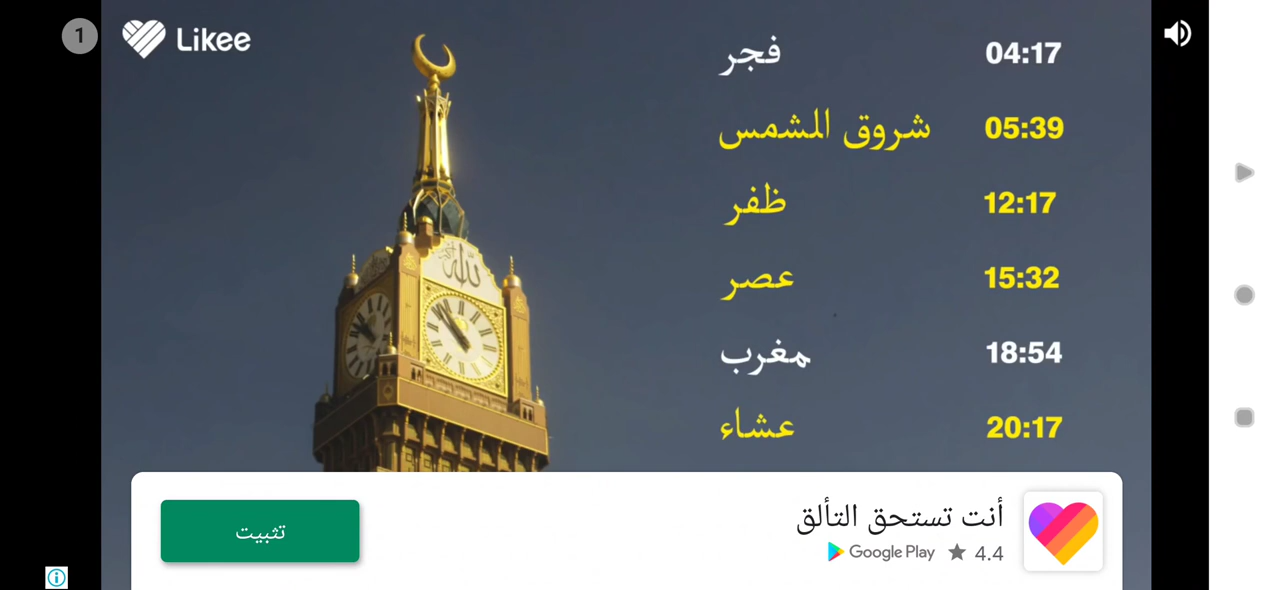 1
Likee
فجر 04:17
شروق الشمس 05:39
ظفر 12:17
عصر 15:32
مغرب 18:54
عشاء 20:17
الله
أنت تستحق التألق
Google Play ★ 4.4
تثبيت